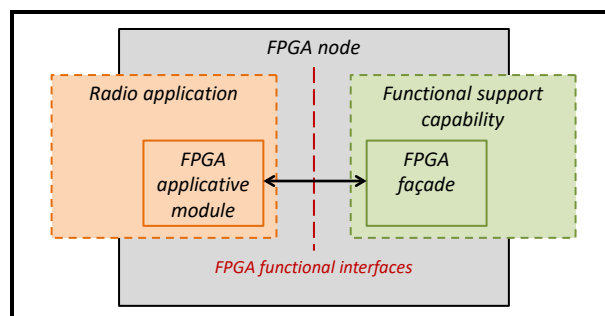 FPGA node
Radio application
Functional support
capability
FPGA
applicative
module
FPGA
façade
FPGA functional interfaces